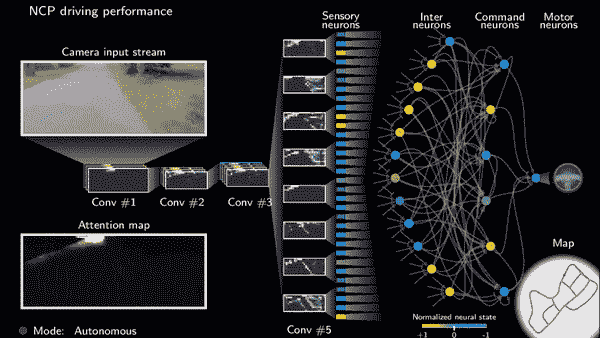 NCP driving performance
Camera input stream
Conv #1
Conv #2
Conv #3
Attention map
Mode: Autonomous
Sensory
neurons
Conv #5
Inter
neurons
Command
neurons
Motor
neurons
Map
Normalized neural state
+1
0
-1